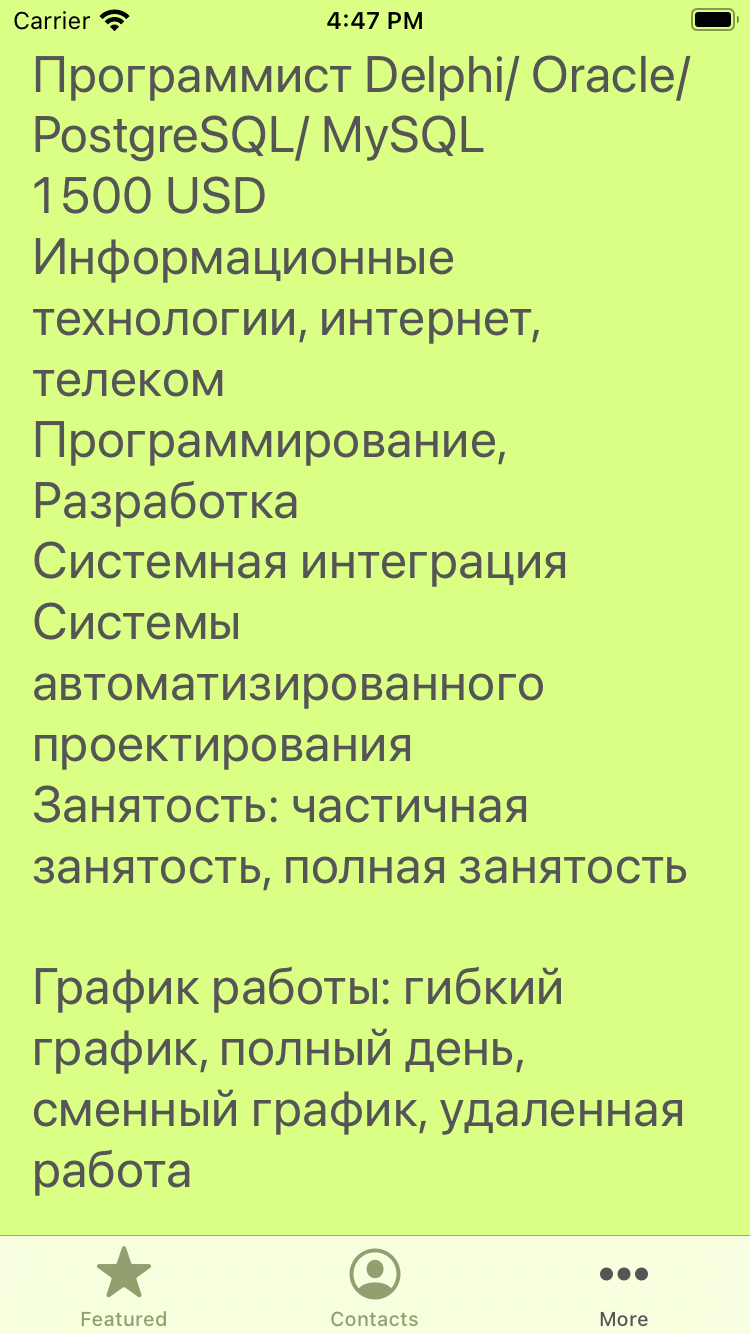 Carrier 4:47 PM
Программист Delphi/ Oracle/
PostgreSQL/ MySQL
1500 USD
Информационные
технологии, интернет,
телеком
Программирование,
Разработка
Системная интеграция
Системы
автоматизированного
проектирования
Занятость: частичная
занятость, полная занятость
График работы: гибкий
график, полный день,
сменный график, удаленная
работа
Featured Contacts More